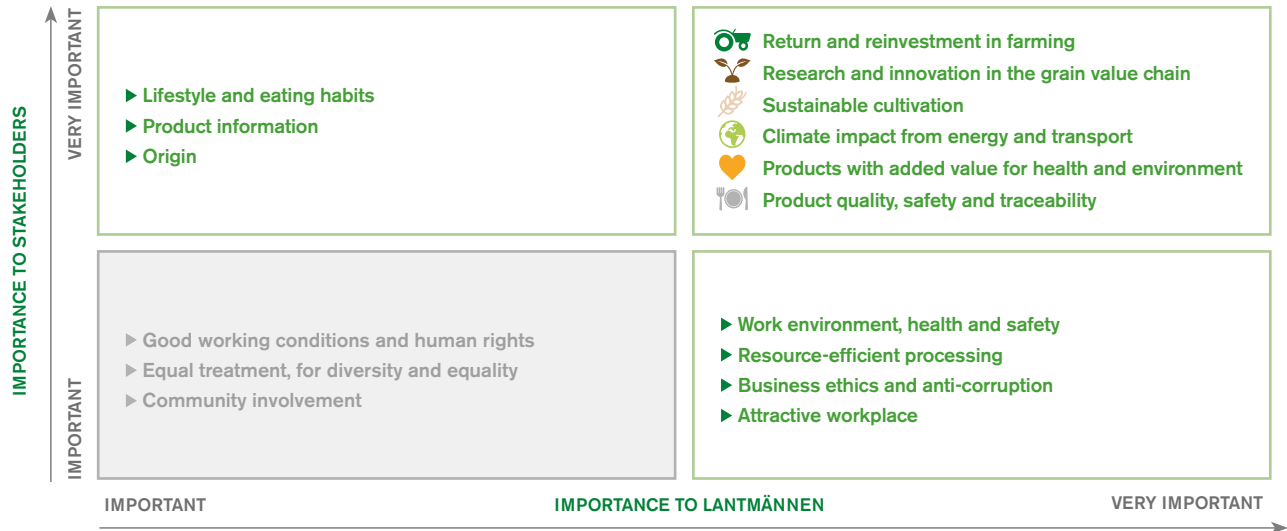 IMPORTANCE TO STAKEHOLDERS
VERY IMPORTANT
IMPORTANT
Lifestyle and eating habits
Product information
Origin
Return and reinvestment in farming
Research and innovation in the grain value chain
Sustainable cultivation
Climate impact from energy and transport
Products with added value for health and environment
Product quality, safety and traceability
Good working conditions and human rights
Equal treatment, for diversity and equality
Community involvement
Work environment, health and safety
Resource-efficient processing
Business ethics and anti-corruption
Attractive workplace
IMPORTANT
IMPORTANCE TO LANTMÄNNEN
VERY IMPORTANT